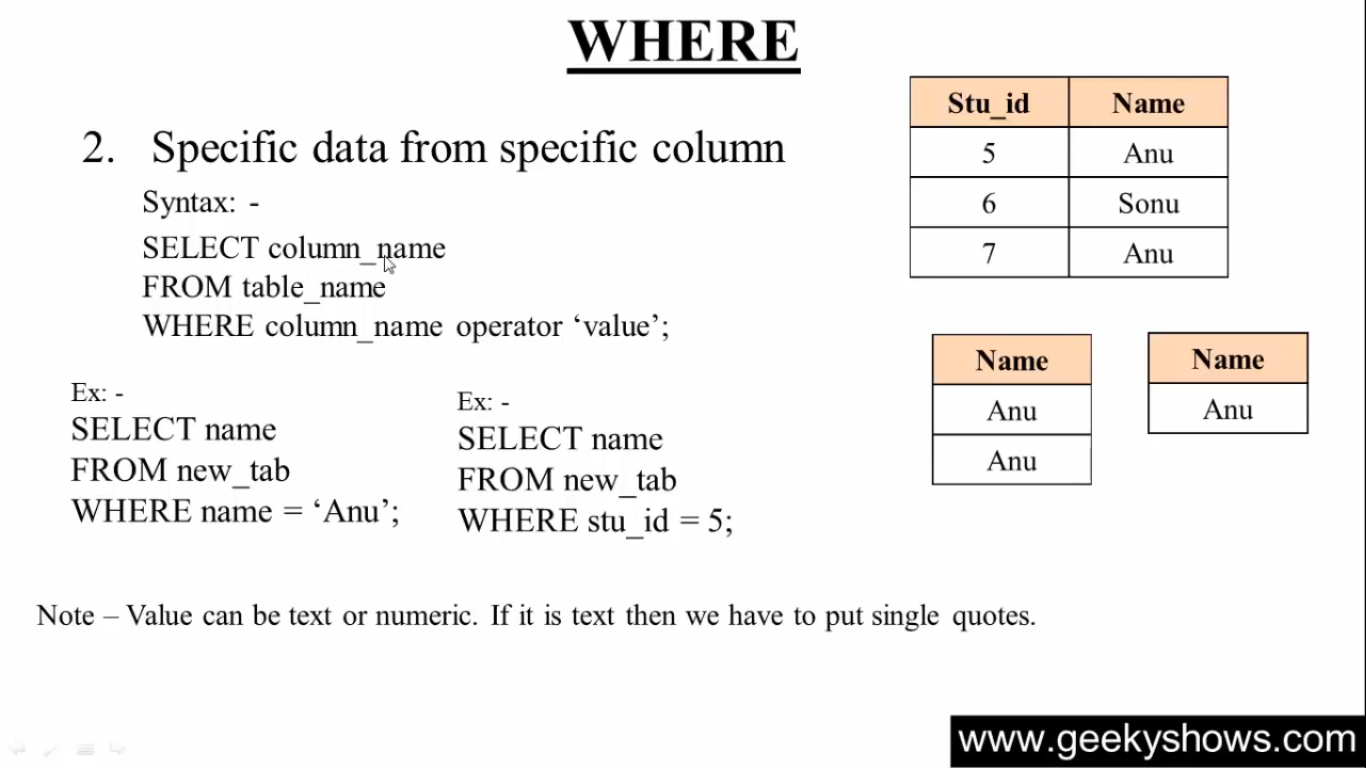 WHERE
2. Specific data from specific column
Syntax: -
SELECT column_name
FROM table_name
WHERE column_name operator ‘value’;
Ex: -
SELECT name
FROM new_tab
WHERE name = ‘Anu’;
Ex: -
SELECT name
FROM new_tab
WHERE stu_id = 5;
Stu_id Name
5 Anu
6 Sonu
7 Anu
Name
Anu
Anu
Name
Anu
Note – Value can be text or numeric. If it is text then we have to put single quotes.
www.geekyshows.com